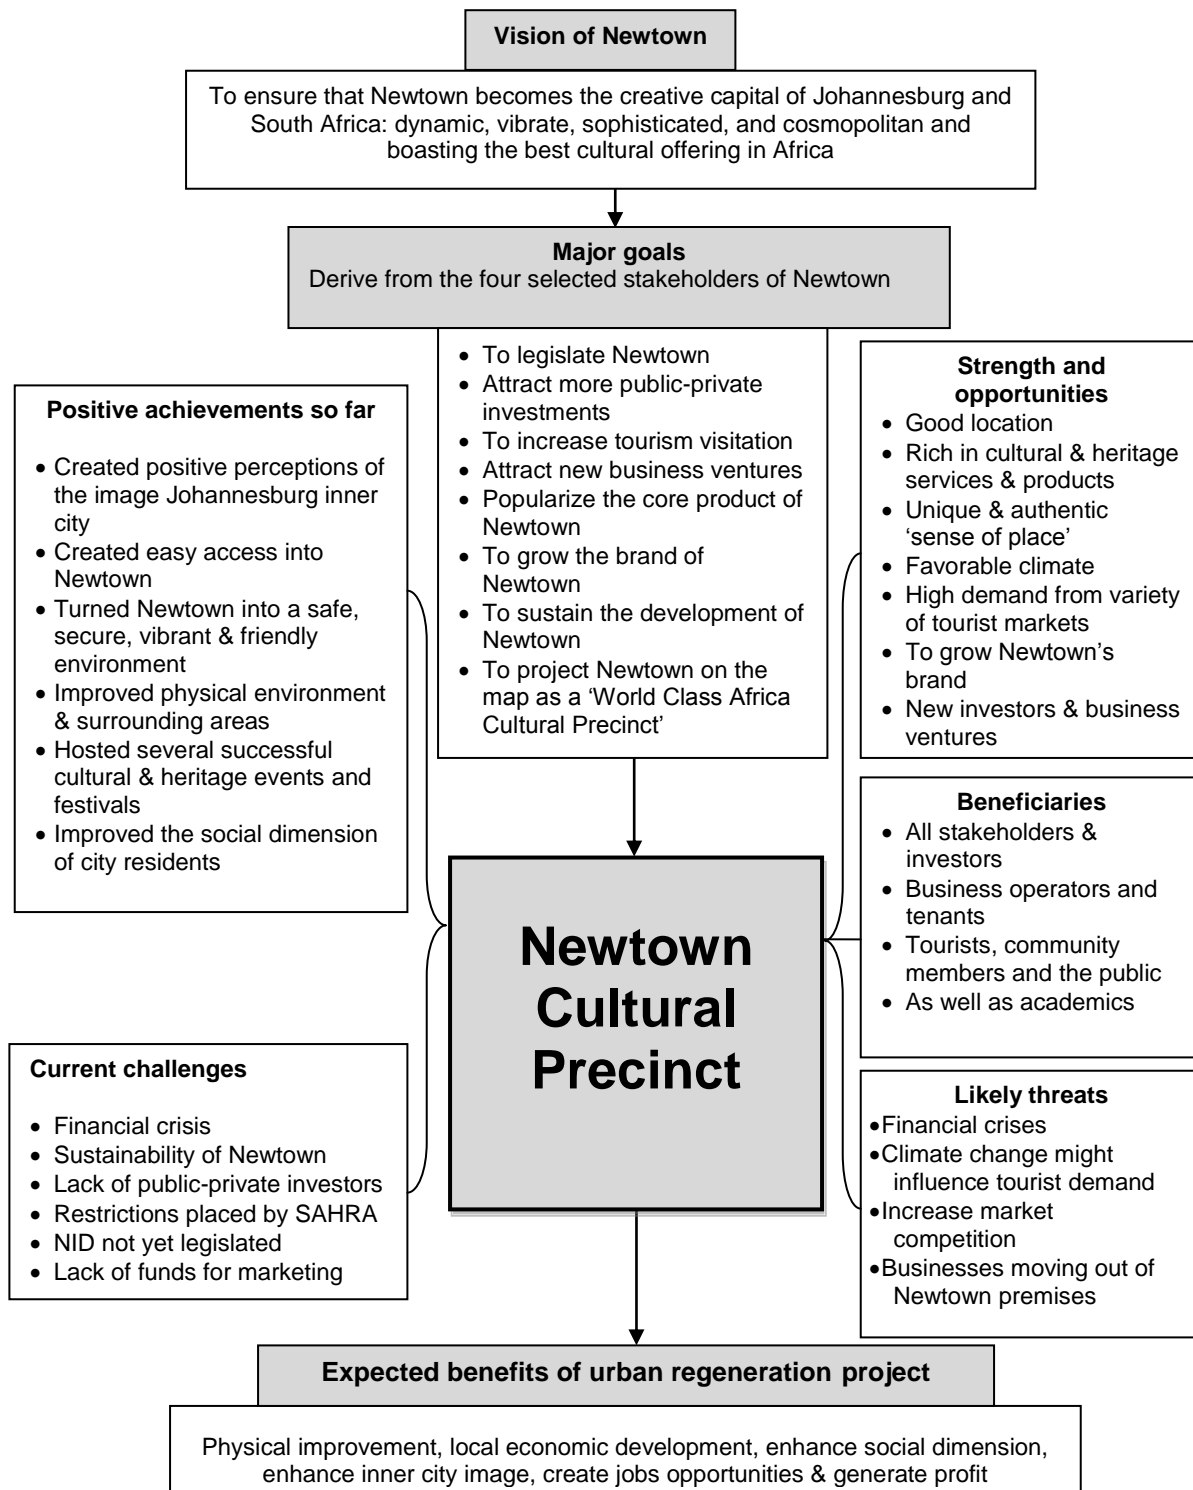 Vision of Newtown
To ensure that Newtown becomes the creative capital of Johannesburg and
South Africa: dynamic, vibrate, sophisticated, and cosmopolitan and
boasting the best cultural offering in Africa
Major goals
Derive from the four selected stakeholders of Newtown
• To legislate Newtown
• Attract more public-private
investments
• To increase tourism visitation
• Attract new business ventures
• Popularize the core product of
Newtown
• To grow the brand of
Newtown
• To sustain the development of
Newtown
• To project Newtown on the
map as a ‘World Class Africa
Cultural Precinct’
Positive achievements so far
• Created positive perceptions of
the image Johannesburg inner
city
• Created easy access into
Newtown
• Turned Newtown into a safe,
secure, vibrant & friendly
environment
• Improved physical environment
& surrounding areas
• Hosted several successful
cultural & heritage events and
festivals
• Improved the social dimension
of city residents
Strength and
opportunities
• Good location
• Rich in cultural & heritage
services & products
• Unique & authentic
‘sense of place’
• Favorable climate
• High demand from variety
of tourist markets
• To grow Newtown’s
brand
• New investors & business
ventures
Beneficiaries
• All stakeholders &
investors
• Business operators and
tenants
• Tourists, community
members and the public
• As well as academics
Newtown
Cultural
Precinct
Current challenges
• Financial crisis
• Sustainability of Newtown
• Lack of public-private investors
• Restrictions placed by SAHRA
• NID not yet legislated
• Lack of funds for marketing
Likely threats
•Financial crises
•Climate change might
influence tourist demand
•Increase market
competition
•Businesses moving out of
Newtown premises
Expected benefits of urban regeneration project
Physical improvement, local economic development, enhance social dimension,
enhance inner city image, create jobs opportunities & generate profit